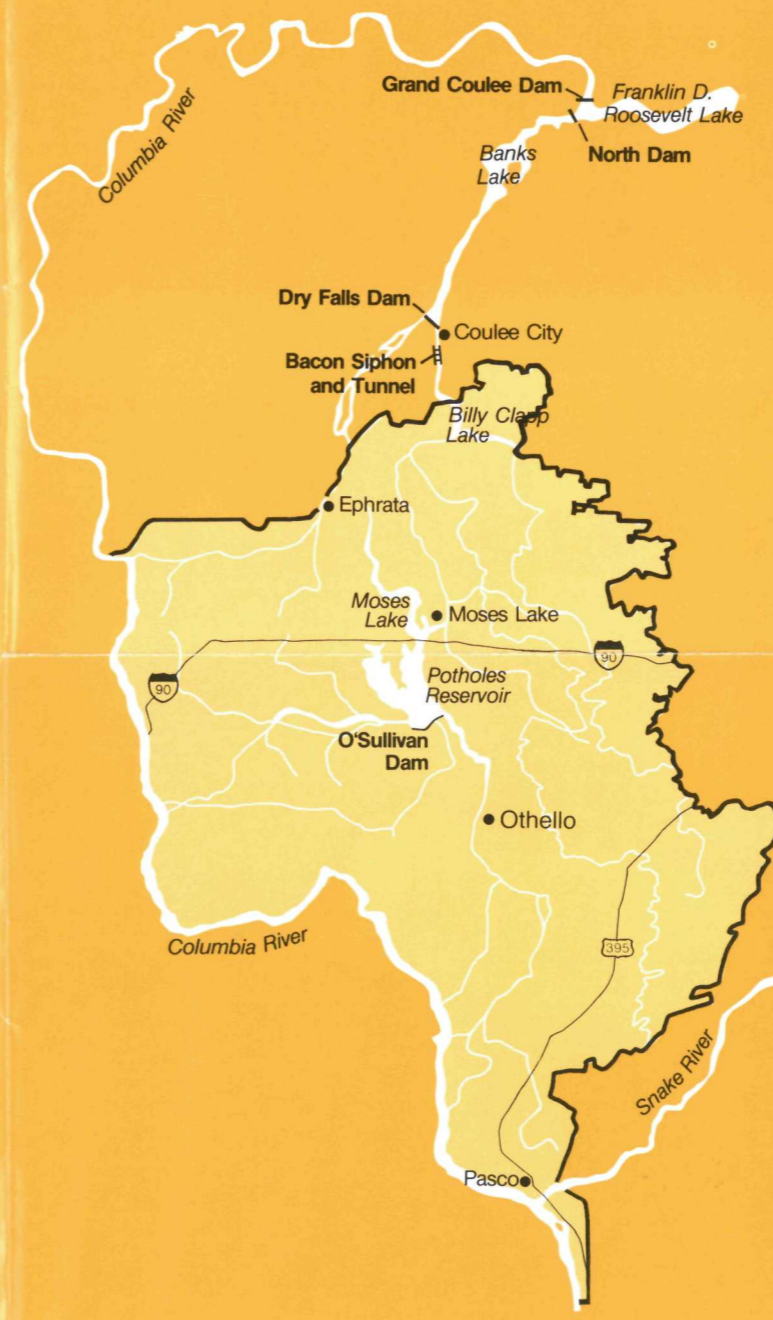 Grand Coulee Dam
Franklin D.
Roosevelt Lake
Columbia River
Banks
Lake
North Dam
Dry Falls Dam
Coulee City
Bacon Siphon
and Tunnel
Billy Clapp
Lake
Ephrata
Moses
Lake
Moses Lake
90
90
Potholes
Reservoir
O'Sullivan
Dam
Othello
Columbia River
395
Snake River
Pasco